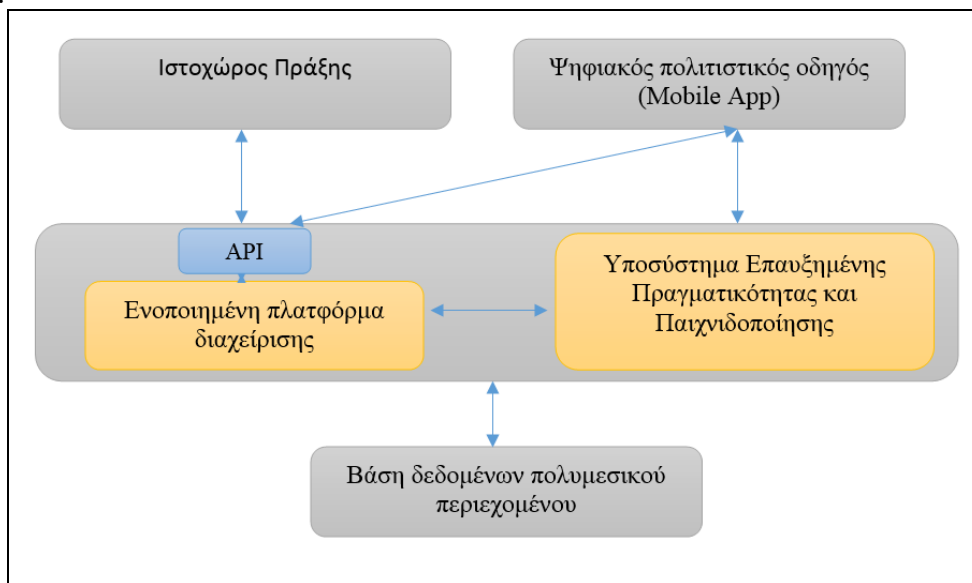 Ιστοχώρος Πράξης
Ψηφιακός πολιτιστικός οδηγός
(Mobile App)
API
Ενοποιημένη πλατφόρμα
διαχείρισης
Υποσύστημα Επαυξημένης
Πραγματικότητας και
Παιχνιδοποίησης
Βάση δεδομένων πολυμεσικού
περιεχομένου